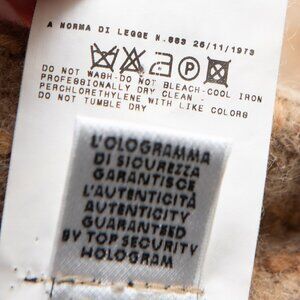 A NORMA DI LEGGE N.883 26/11/1973
P
DO NOT WASH-DO NOT BLEACH-COOL IRON
PROFESSIONALLY DRY CLEAN -
PERCHLORETHYLENE WITH LIKE COLORS
DO NOT TUMBLE DRY
L'OLOGRAMMA
DI SICUREZZA
GARANTISCE
L'AUTENTICITÀ
AUTENTICITY
GUARANTEED
BY TOP SECURITY
HOLOGRAM